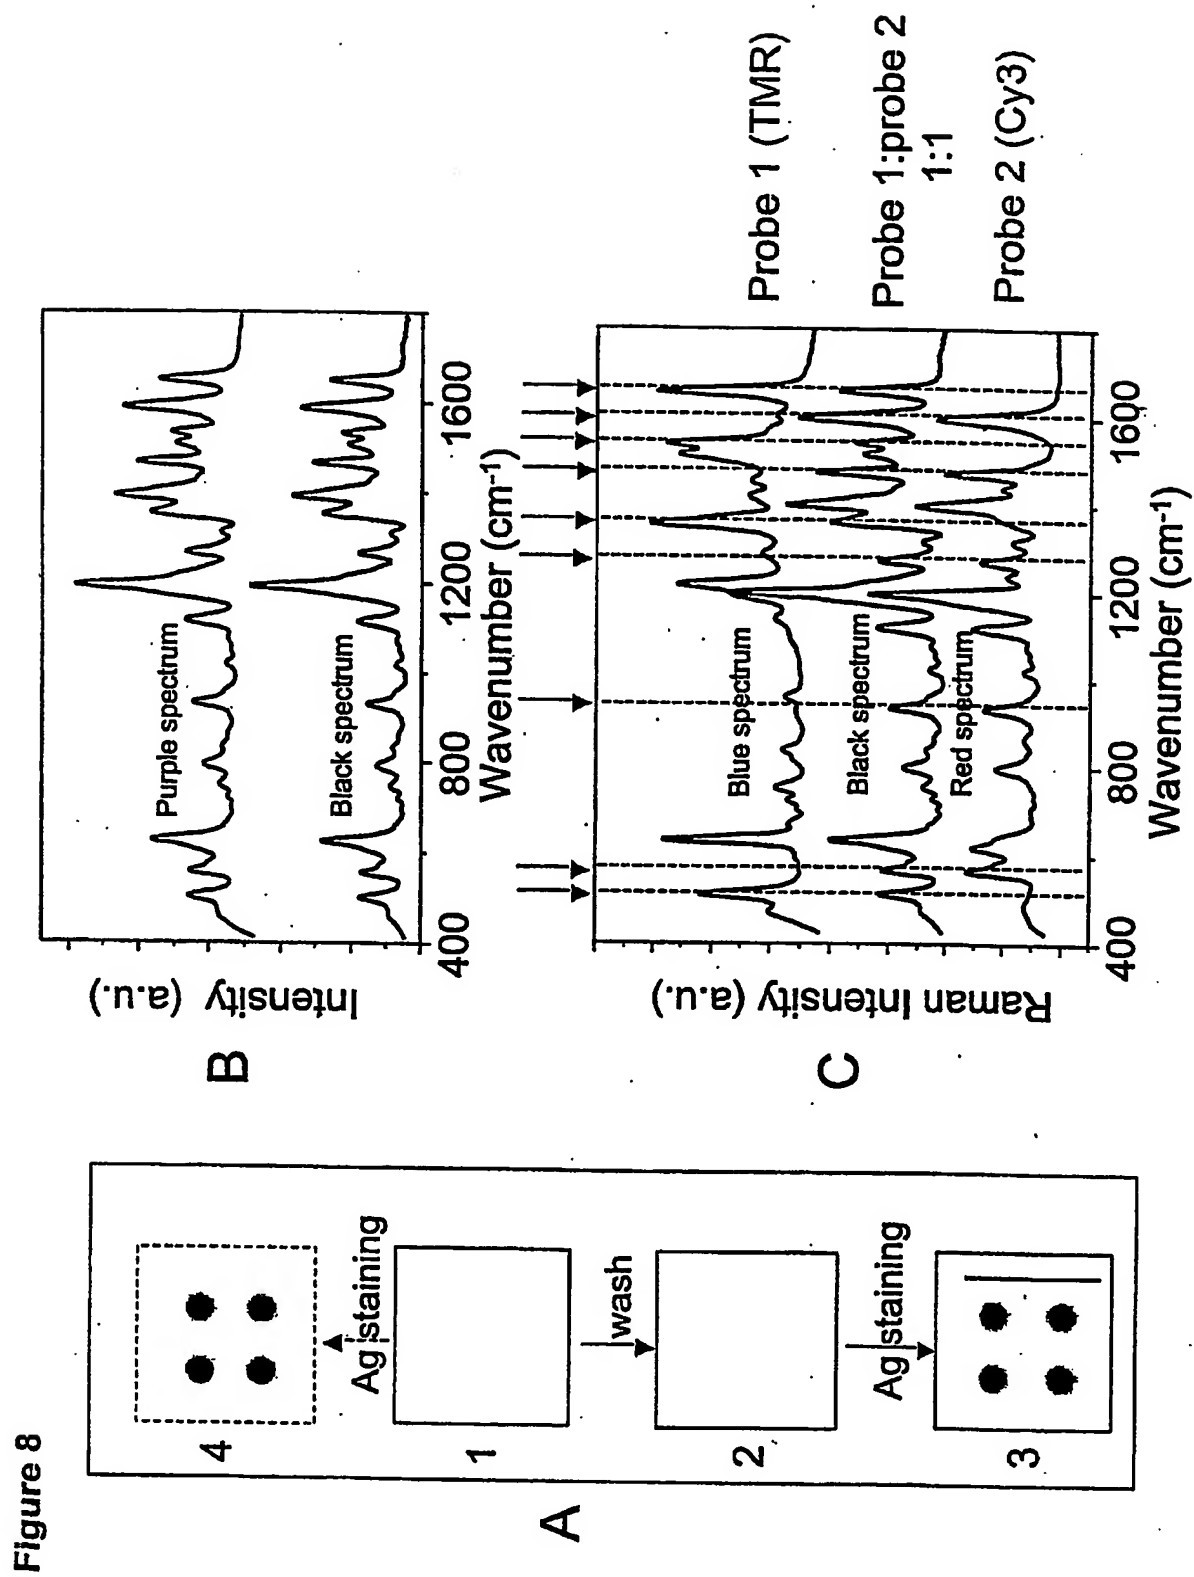 Figure 8
A
4
Ag staining
1
wash
2
Ag staining
3
B
Intensity (a.u.)
Purple spectrum
Black spectrum
400
800
1200
1600
Wavenumber (cm-1)
C
Raman Intensity (a.u.)
Blue spectrum
Black spectrum
Red spectrum
Probe 1 (TMR)
Probe 1:probe 2
1:1
Probe 2 (Cy3)
400
800
1200
1600
Wavenumber (cm-1)